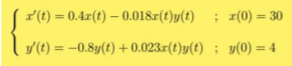 x'(t) = 0.4x(t) − 0.018x(t)y(t) ; x(0) = 30
y'(t) = −0.8y(t) + 0.023x(t)y(t) ; y(0) = 4